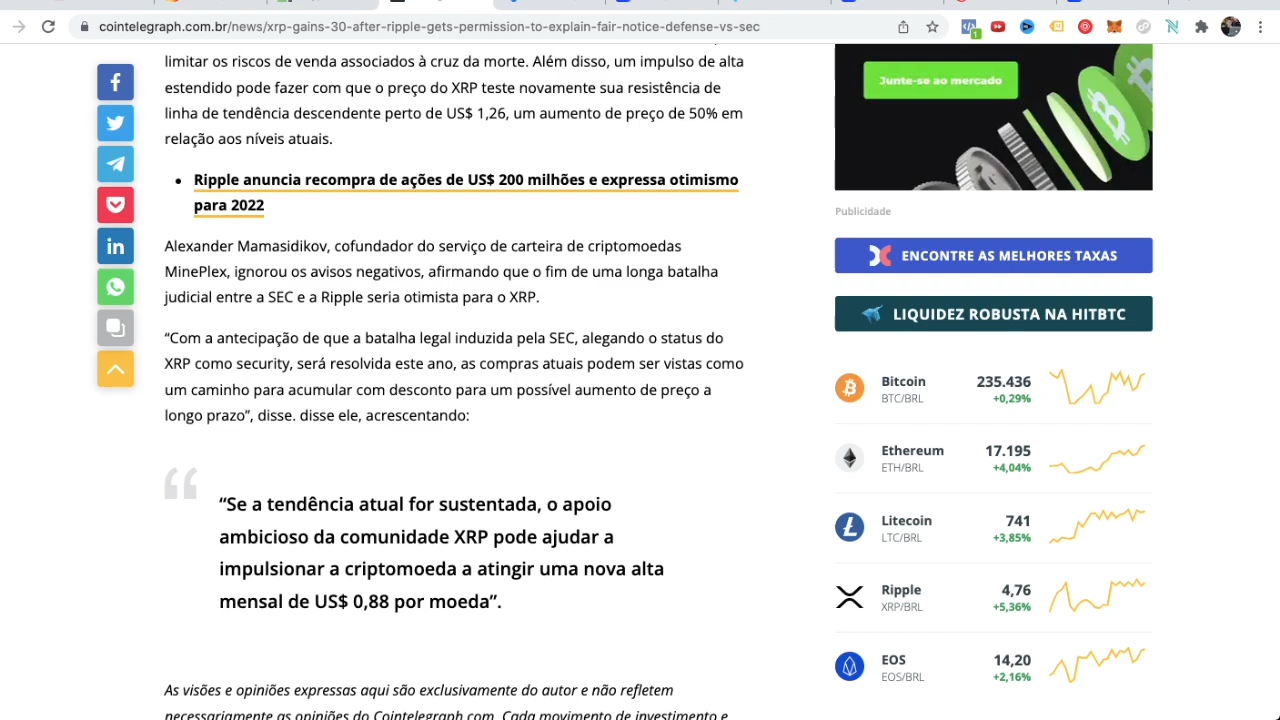 cointelegraph.com.br/news/xrp-gains-30-after-ripple-gets-permission-to-explain-fair-notice-defense-vs-sec
1
limitar os riscos de venda associados à cruz da morte. Além disso, um impulso de alta
estendido pode fazer com que o preço do XRP teste novamente sua resistência de
linha de tendência descendente perto de US$ 1,26, um aumento de preço de 50% em
relação aos níveis atuais.
• Ripple anuncia recompra de ações de US$ 200 milhões e expressa otimismo
para 2022
Alexander Mamasidikov, cofundador do serviço de carteira de criptomoedas
MinePlex, ignorou os avisos negativos, afirmando que o fim de uma longa batalha
judicial entre a SEC e a Ripple seria otimista para o XRP.
“Com a antecipação de que a batalha legal induzida pela SEC, alegando o status do
XRP como security, será resolvida este ano, as compras atuais podem ser vistas como
um caminho para acumular com desconto para um possível aumento de preço a
longo prazo”, disse. disse ele, acrescentando:
“Se a tendência atual for sustentada, o apoio
ambicioso da comunidade XRP pode ajudar a
impulsionar a criptomoeda a atingir uma nova alta
mensal de US$ 0,88 por moeda”.
As visões e opiniões expressas aqui são exclusivamente do autor e não refletem
necessariamente as opiniões do Cointelegraph.com. Cada movimento de investimento e
Junte-se ao mercado
Publicidade
ENCONTRE AS MELHORES TAXAS
LIQUIDEZ ROBUSTA NA HITBTC
Bitcoin 235.436
BTC/BRL +0,29%
Ethereum 17.195
ETH/BRL +4,04%
Litecoin 741
LTC/BRL +3,85%
Ripple 4,76
XRP/BRL +5,36%
EOS 14,20
EOS/BRL +2,16%